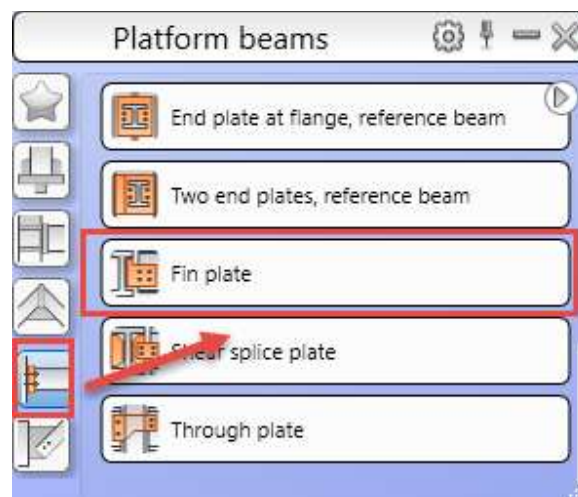 Platform beams
End plate at flange, reference beam
Two end plates, reference beam
Fin plate
Shear splice plate
Through plate